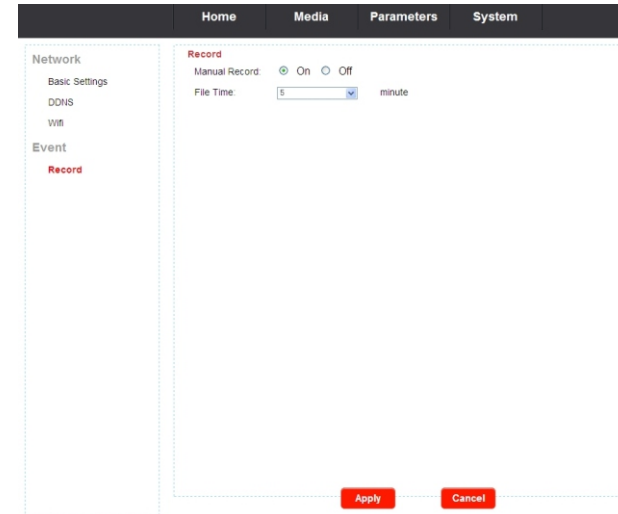 Home Media Parameters System
Network
Basic Settings
DDNS
Wifi
Event
Record
Record
Manual Record: On Off
File Time: 5 minute
Apply Cancel